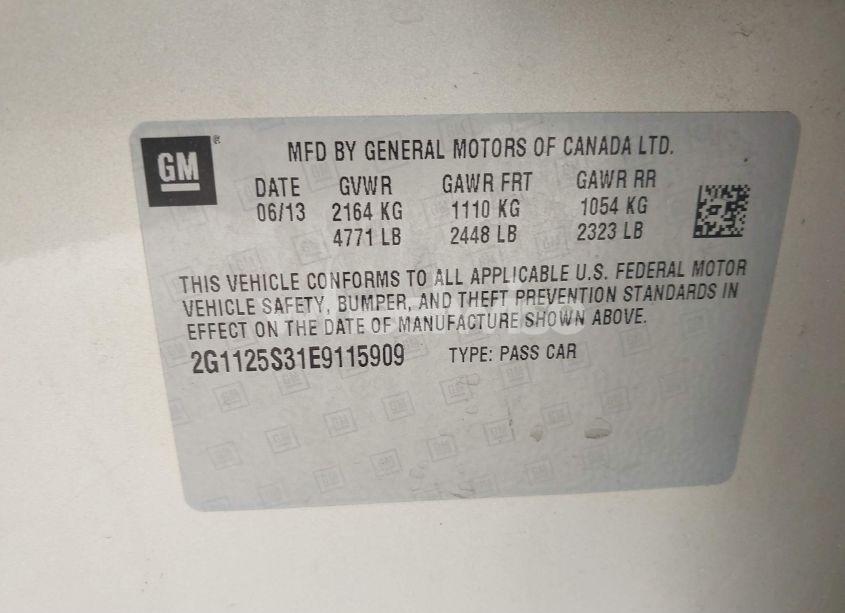 GM®
MFD BY GENERAL MOTORS OF CANADA LTD.
DATE GVWR GAWR FRT GAWR RR
06/13 2164 KG 1110 KG 1054 KG
4771 LB 2448 LB 2323 LB
THIS VEHICLE CONFORMS TO ALL APPLICABLE U.S. FEDERAL MOTOR
VEHICLE SAFETY, BUMPER, AND THEFT PREVENTION STANDARDS IN
EFFECT ON THE DATE OF MANUFACTURE SHOWN ABOVE.
2G1125S31E9115909 TYPE: PASS CAR